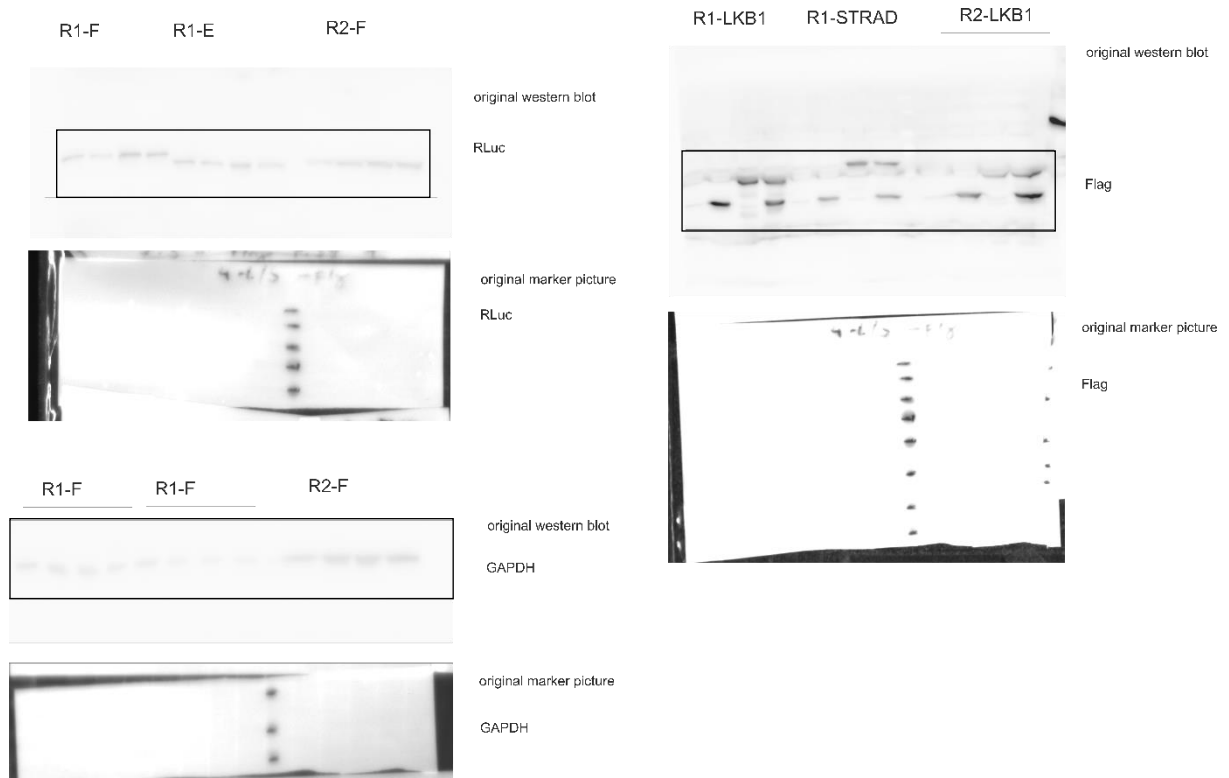 R1-F R1-E R2-F
original western blot
RLuc
original marker picture
RLuc
R1-F R1-F R2-F
original western blot
GAPDH
original marker picture
GAPDH
R1-LKB1 R1-STRAD R2-LKB1
original western blot
Flag
original marker picture
Flag